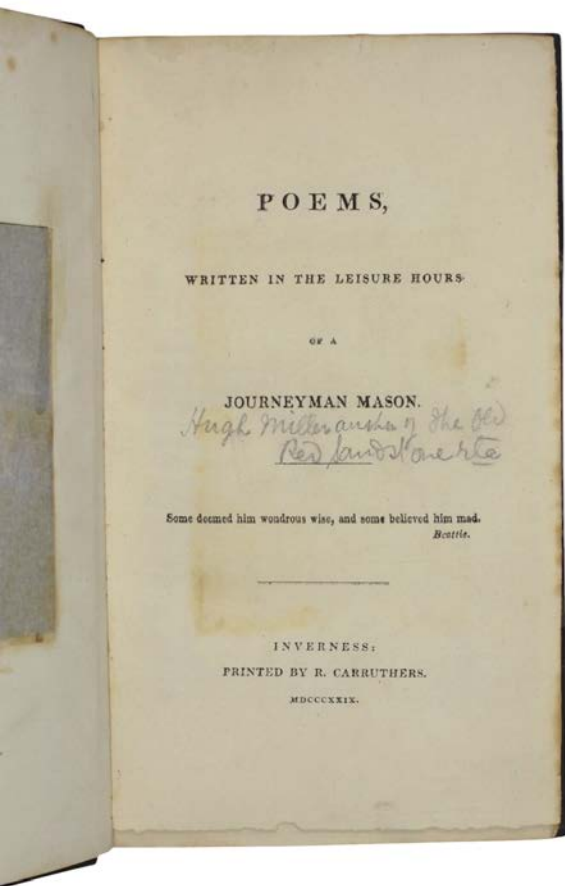 POEMS,
WRITTEN IN THE LEISURE HOURS
OF A
JOURNEYMAN MASON.
Hugh Miller author of The Old
Red Sandstone etc
Some deemed him wondrous wise, and some believed him mad.
Beattie.
INVERNESS:
PRINTED BY R. CARRUTHERS.
MDCCCXXIX.